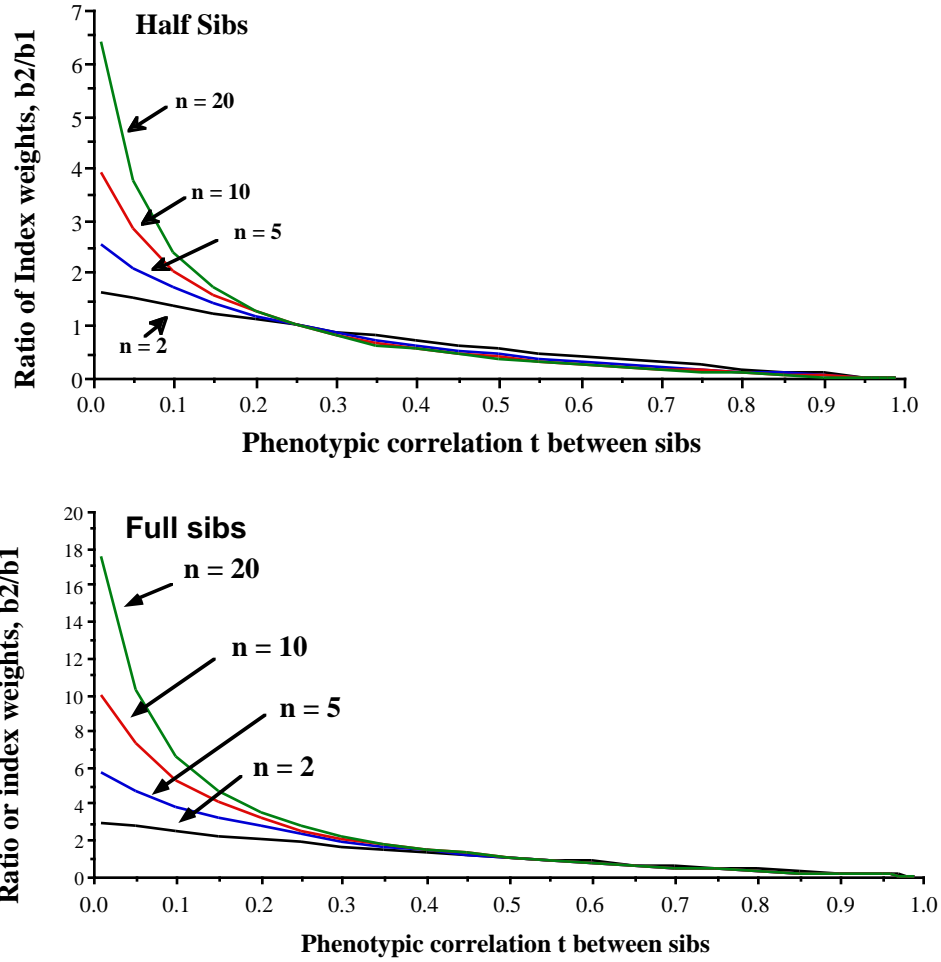 Half Sibs
Ratio of Index weights, b2/b1
7
6
5
4
3
2
1
0
n = 20
n = 10
n = 5
n = 2
0.0 0.1 0.2 0.3 0.4 0.5 0.6 0.7 0.8 0.9 1.0
Phenotypic correlation t between sibs
Full sibs
Ratio or index weights, b2/b1
20
18
16
14
12
10
8
6
4
2
0
n = 20
n = 10
n = 5
n = 2
0.0 0.1 0.2 0.3 0.4 0.5 0.6 0.7 0.8 0.9 1.0
Phenotypic correlation t between sibs